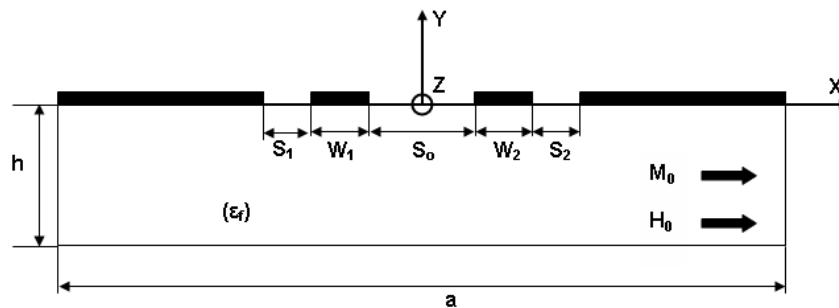 Y
Z
X
S₁ W₁ Sₒ W₂ S₂
h
M₀
(εf)
H₀
a